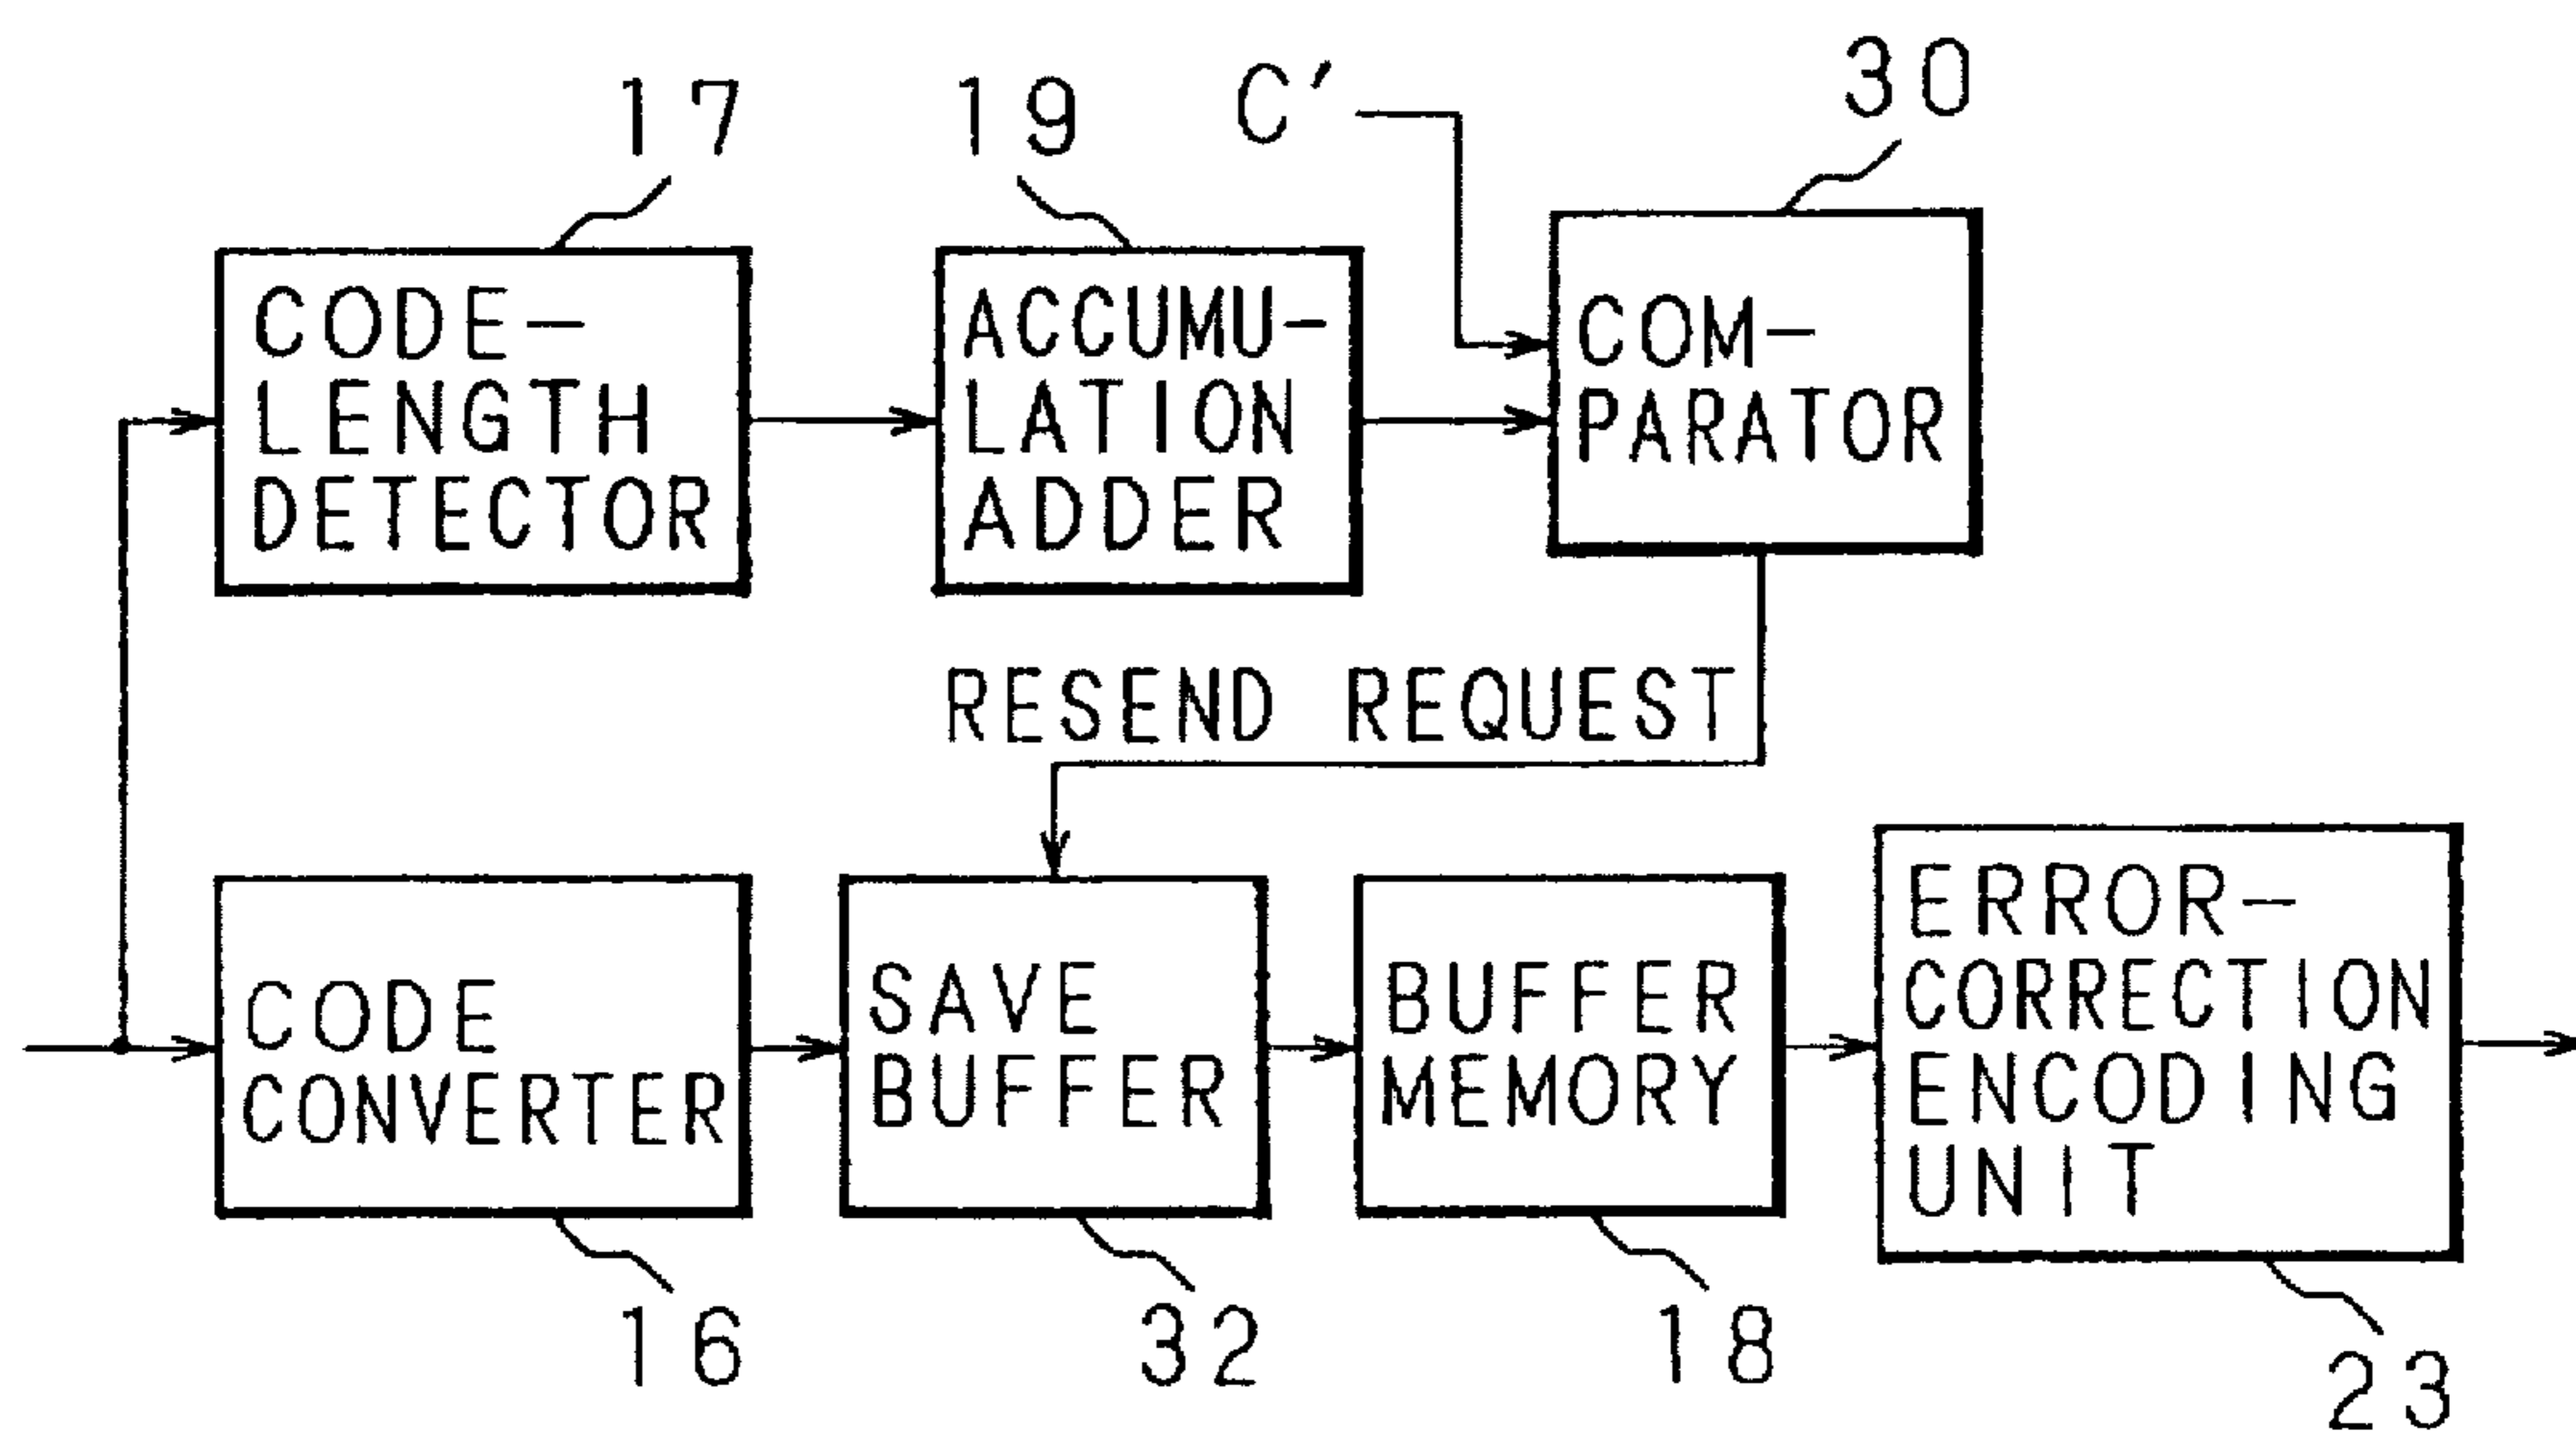 17
19
C'
30
CODE-
LENGTH
DETECTOR
ACCUMU-
LATION
ADDER
COM-
PARATOR
RESEND REQUEST
CODE
CONVERTER
SAVE
BUFFER
BUFFER
MEMORY
ERROR-
CORRECTION
ENCODING
UNIT
16
32
18
23